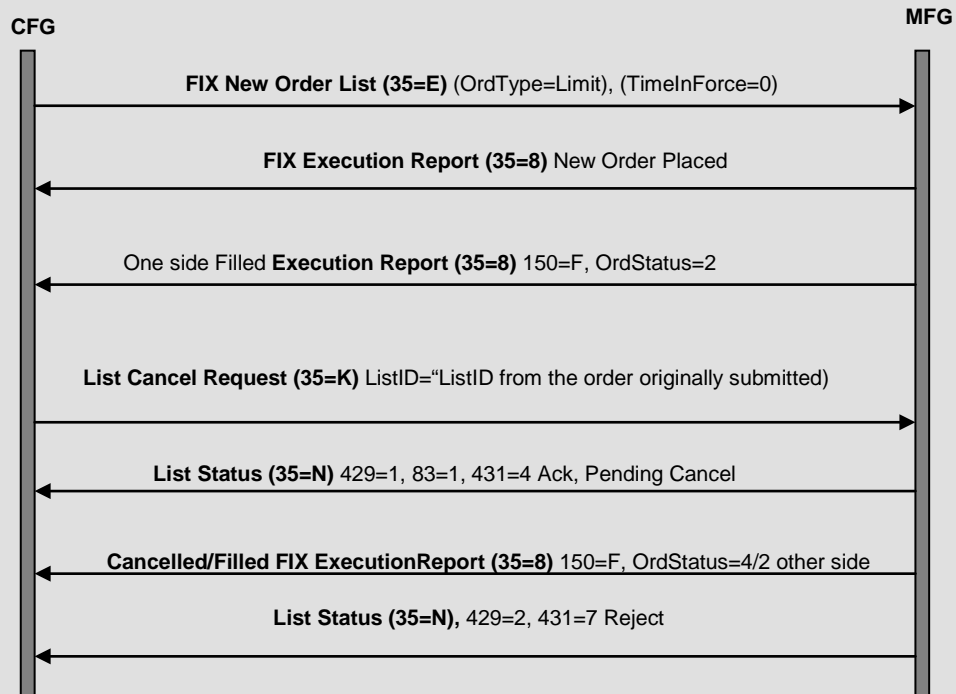 CFG
MFG
FIX New Order List (35=E) (OrdType=Limit), (TimeInForce=0)
FIX Execution Report (35=8) New Order Placed
One side Filled Execution Report (35=8) 150=F, OrdStatus=2
List Cancel Request (35=K) ListID=“ListID from the order originally submitted)
List Status (35=N) 429=1, 83=1, 431=4 Ack, Pending Cancel
Cancelled/Filled FIX ExecutionReport (35=8) 150=F, OrdStatus=4/2 other side
List Status (35=N), 429=2, 431=7 Reject